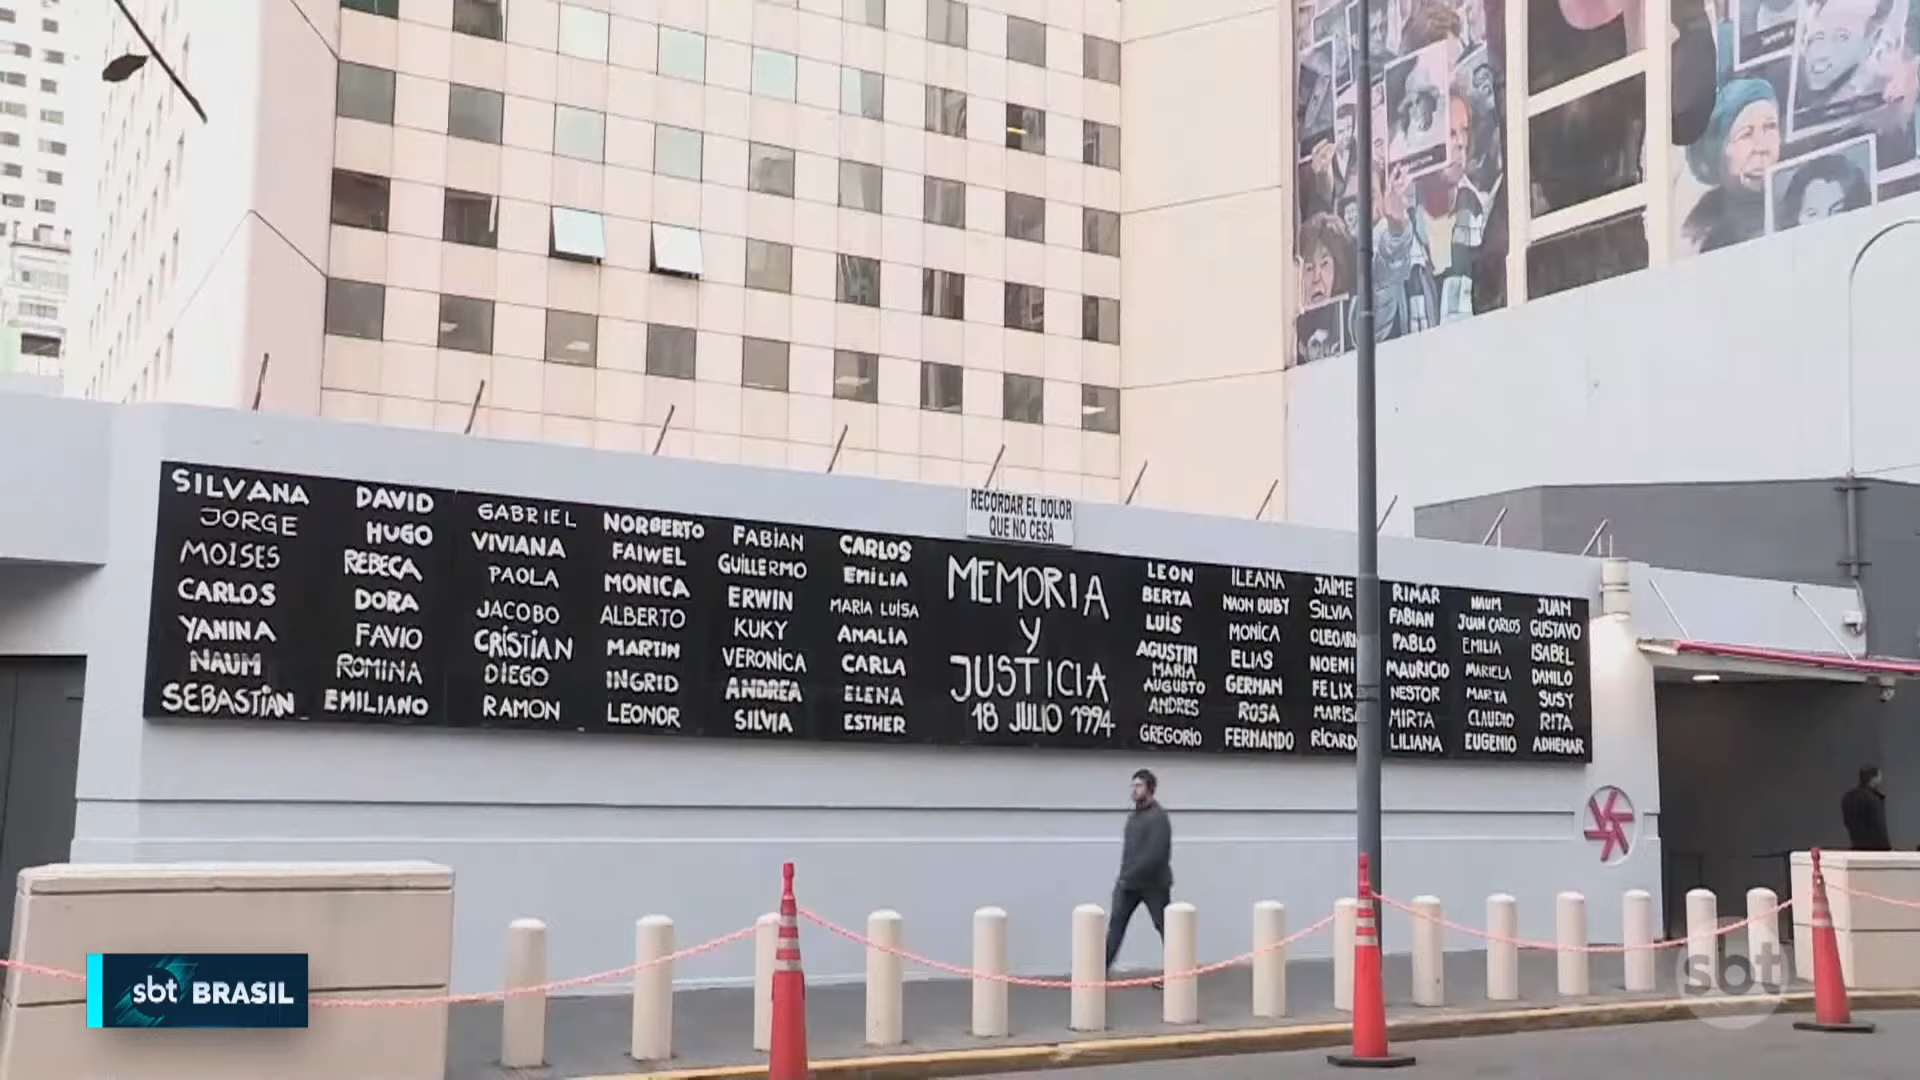 RECORDAR EL DOLOR
QUE NO CESA
SILVANA
JORGE
MOISES
CARLOS
YANINA
NAUM
SEBASTIAN
DAVID
HUGO
REBECA
DORA
FAVIO
ROMINA
EMILIANO
GABRIEL
VIVIANA
PAOLA
JACOBO
CRISTIAN
DIEGO
RAMON
NORBERTO
FAIWEL
MONICA
ALBERTO
MARTIN
INGRID
LEONOR
FABIAN
GUILLERMO
ERWIN
KUKY
VERONICA
ANDREA
SILVIA
CARLOS
EMILIA
MARIA LUISA
ANALIA
CARLA
ELENA
ESTHER
MEMORIA
Y
JUSTICIA
18 JULIO 1994
LEON
BERTA
LUIS
AGUSTIN
MARIA
AUGUSTO
ANDRES
GREGORIO
ILEANA
NAON BUBY
MONICA
ELIAS
GERMAN
ROSA
FERNANDO
JAIME
SILVIA
NOEMI
FELIX
RICARD
RIMAR
FABIAN
PABLO
MAURICIO
NESTOR
MIRTA
LILIANA
NAUM
JUAN CARLOS
EMILIA
MARIELA
MARTA
CLAUDIO
EUGENIO
JUAN
GUSTAVO
ISABEL
DANILO
SUSY
RITA
ADHEMAR
sbt BRASIL
sbt